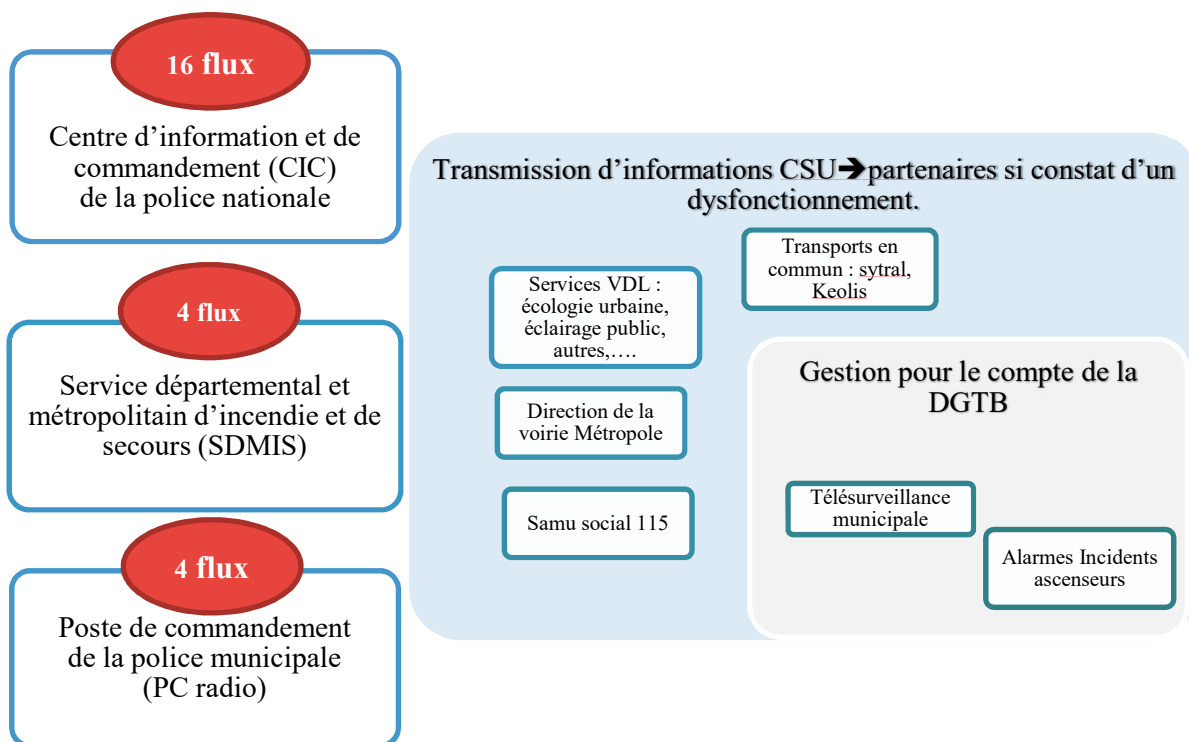 16 flux
Centre d’information et de
commandement (CIC)
de la police nationale
4 flux
Service départemental et
métropolitain d’incendie et de
secours (SDMIS)
4 flux
Poste de commandement
de la police municipale
(PC radio)
Transmission d’informations CSU➔partenaires si constat d’un
dysfonctionnement.
Transports en
commun : sytral,
Keolis
Services VDL :
écologie urbaine,
éclairage public,
autres,….
Direction de la
voirie Métropole
Samu social 115
Gestion pour le compte de la
DGTB
Télésurveillance
municipale
Alarmes Incidents
ascenseurs